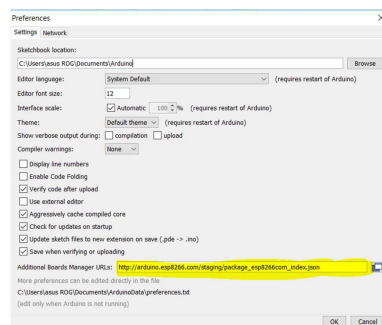 Preferences
Settings Network
Sketchbook location:
C:\Users\asus ROG\Documents\Arduino
Browse
Editor language: System Default (requires restart of Arduino)
Editor font size: 12
Interface scale: Automatic 100 % (requires restart of Arduino)
Theme: Default theme (requires restart of Arduino)
Show verbose output during: compilation upload
Compiler warnings: None
Display line numbers
Enable Code Folding
Verify code after upload
Use external editor
Aggressively cache compiled core
Check for updates on startup
Update sketch files to new extension on save (.pde -> .ino)
Save when verifying or uploading
Additional Boards Manager URLs: http://arduino.esp8266.com/staging/package_esp8266com_index.json
More preferences can be edited directly in the file
C:\Users\asus ROG\Documents\ArduinoData\preferences.txt
(edit only when Arduino is not running)
OK Cancel